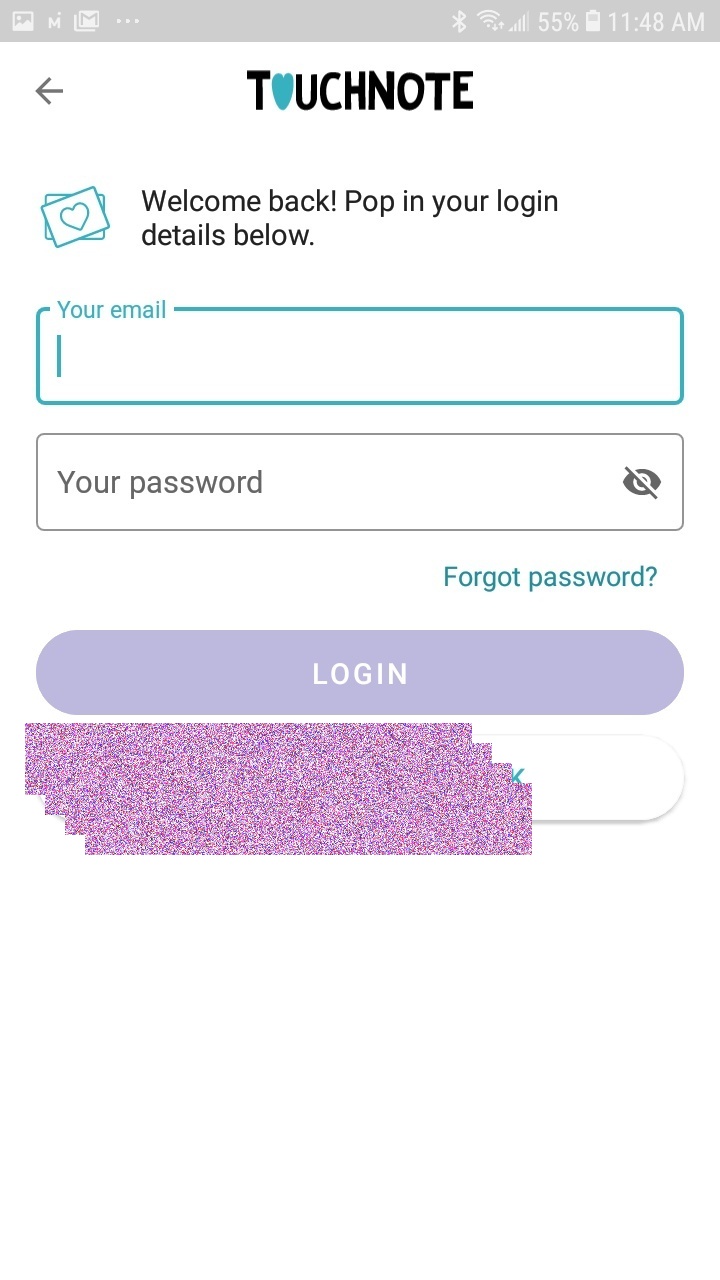 55% 11:48 AM
TOUCHNOTE
Welcome back! Pop in your login
details below.
Your email
Your password
Forgot password?
LOGIN